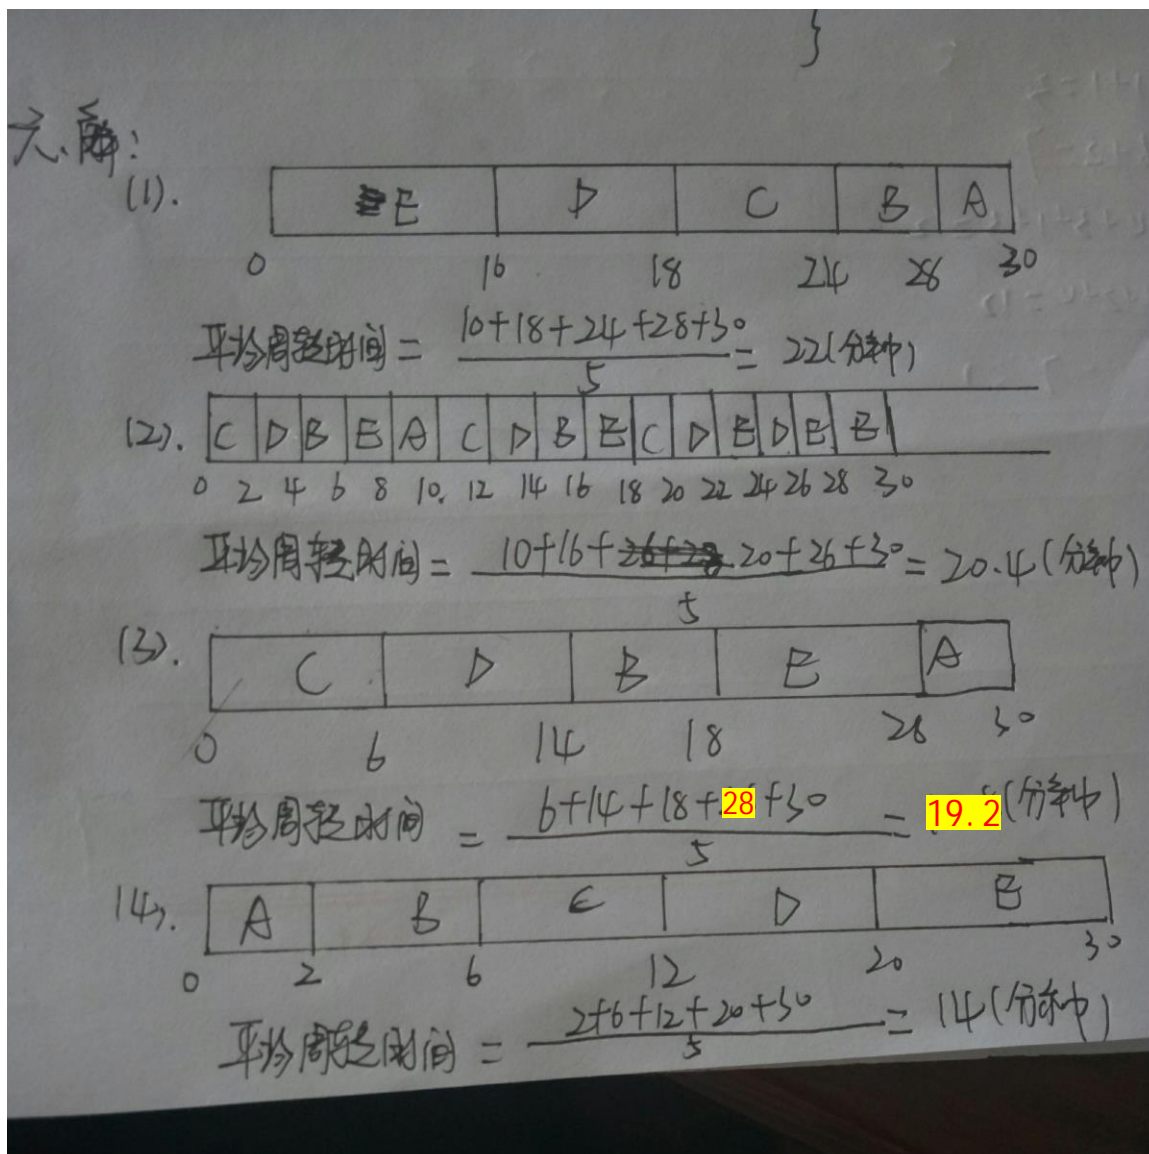 }
六、解:
(1).
E D C B A
0 10 18 24 28 30
平均周转时间 = 10+18+24+28+30 / 5 = 22(分钟)
(2). C D B E A C D B E C D E D E E
0 2 4 6 8 10. 12 14 16 18 20 22 24 26 28 30
平均周转时间 = 10+16+20+26+30 / 5 = 20.4(分钟)
(3).
C D B E A
0 6 14 18 28 30
平均周转时间 = 6+14+18+28+30 / 5 = 19.2(分钟)
(4).
A B C D E
0 2 6 12 20 30
平均周转时间 = 2+6+12+20+30 / 5 = 14(分钟)